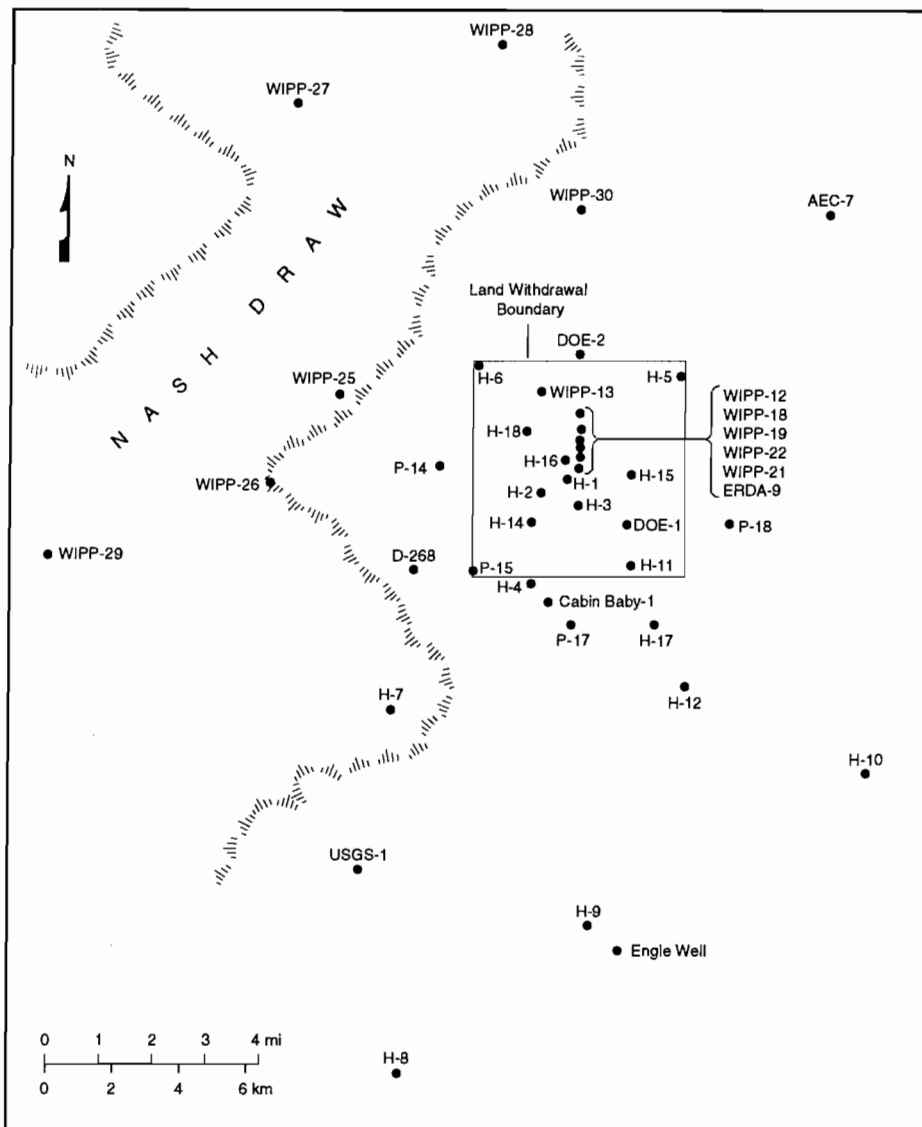 WIPP-28
WIPP-27
N
WIPP-30
AEC-7
NASH DRAW
Land Withdrawal
Boundary
DOE-2
H-6
H-5
WIPP-25
WIPP-13
WIPP-12
WIPP-18
WIPP-19
WIPP-22
WIPP-21
ERDA-9
H-18
P-14
H-16
H-15
WIPP-26
H-1
H-2
H-3
H-14
DOE-1
P-18
WIPP-29
D-268
P-15
H-11
H-4
Cabin Baby-1
P-17
H-17
H-7
H-12
H-10
USGS-1
H-9
Engle Well
0 1 2 3 4 mi
0 2 4 6 km
H-8